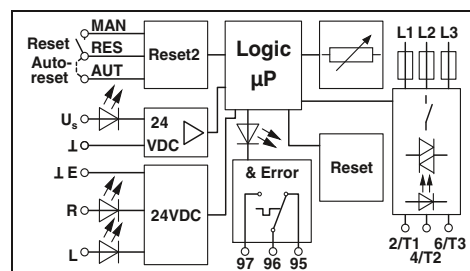 MAN
Reset
RES
Auto-
reset
AUT
Reset2
Logic
µP
L1 L2 L3
Us
24
VDC
⊥
⊥ E
R
L
24VDC
& Error
97 96 95
Reset
2/T1 6/T3
4/T2